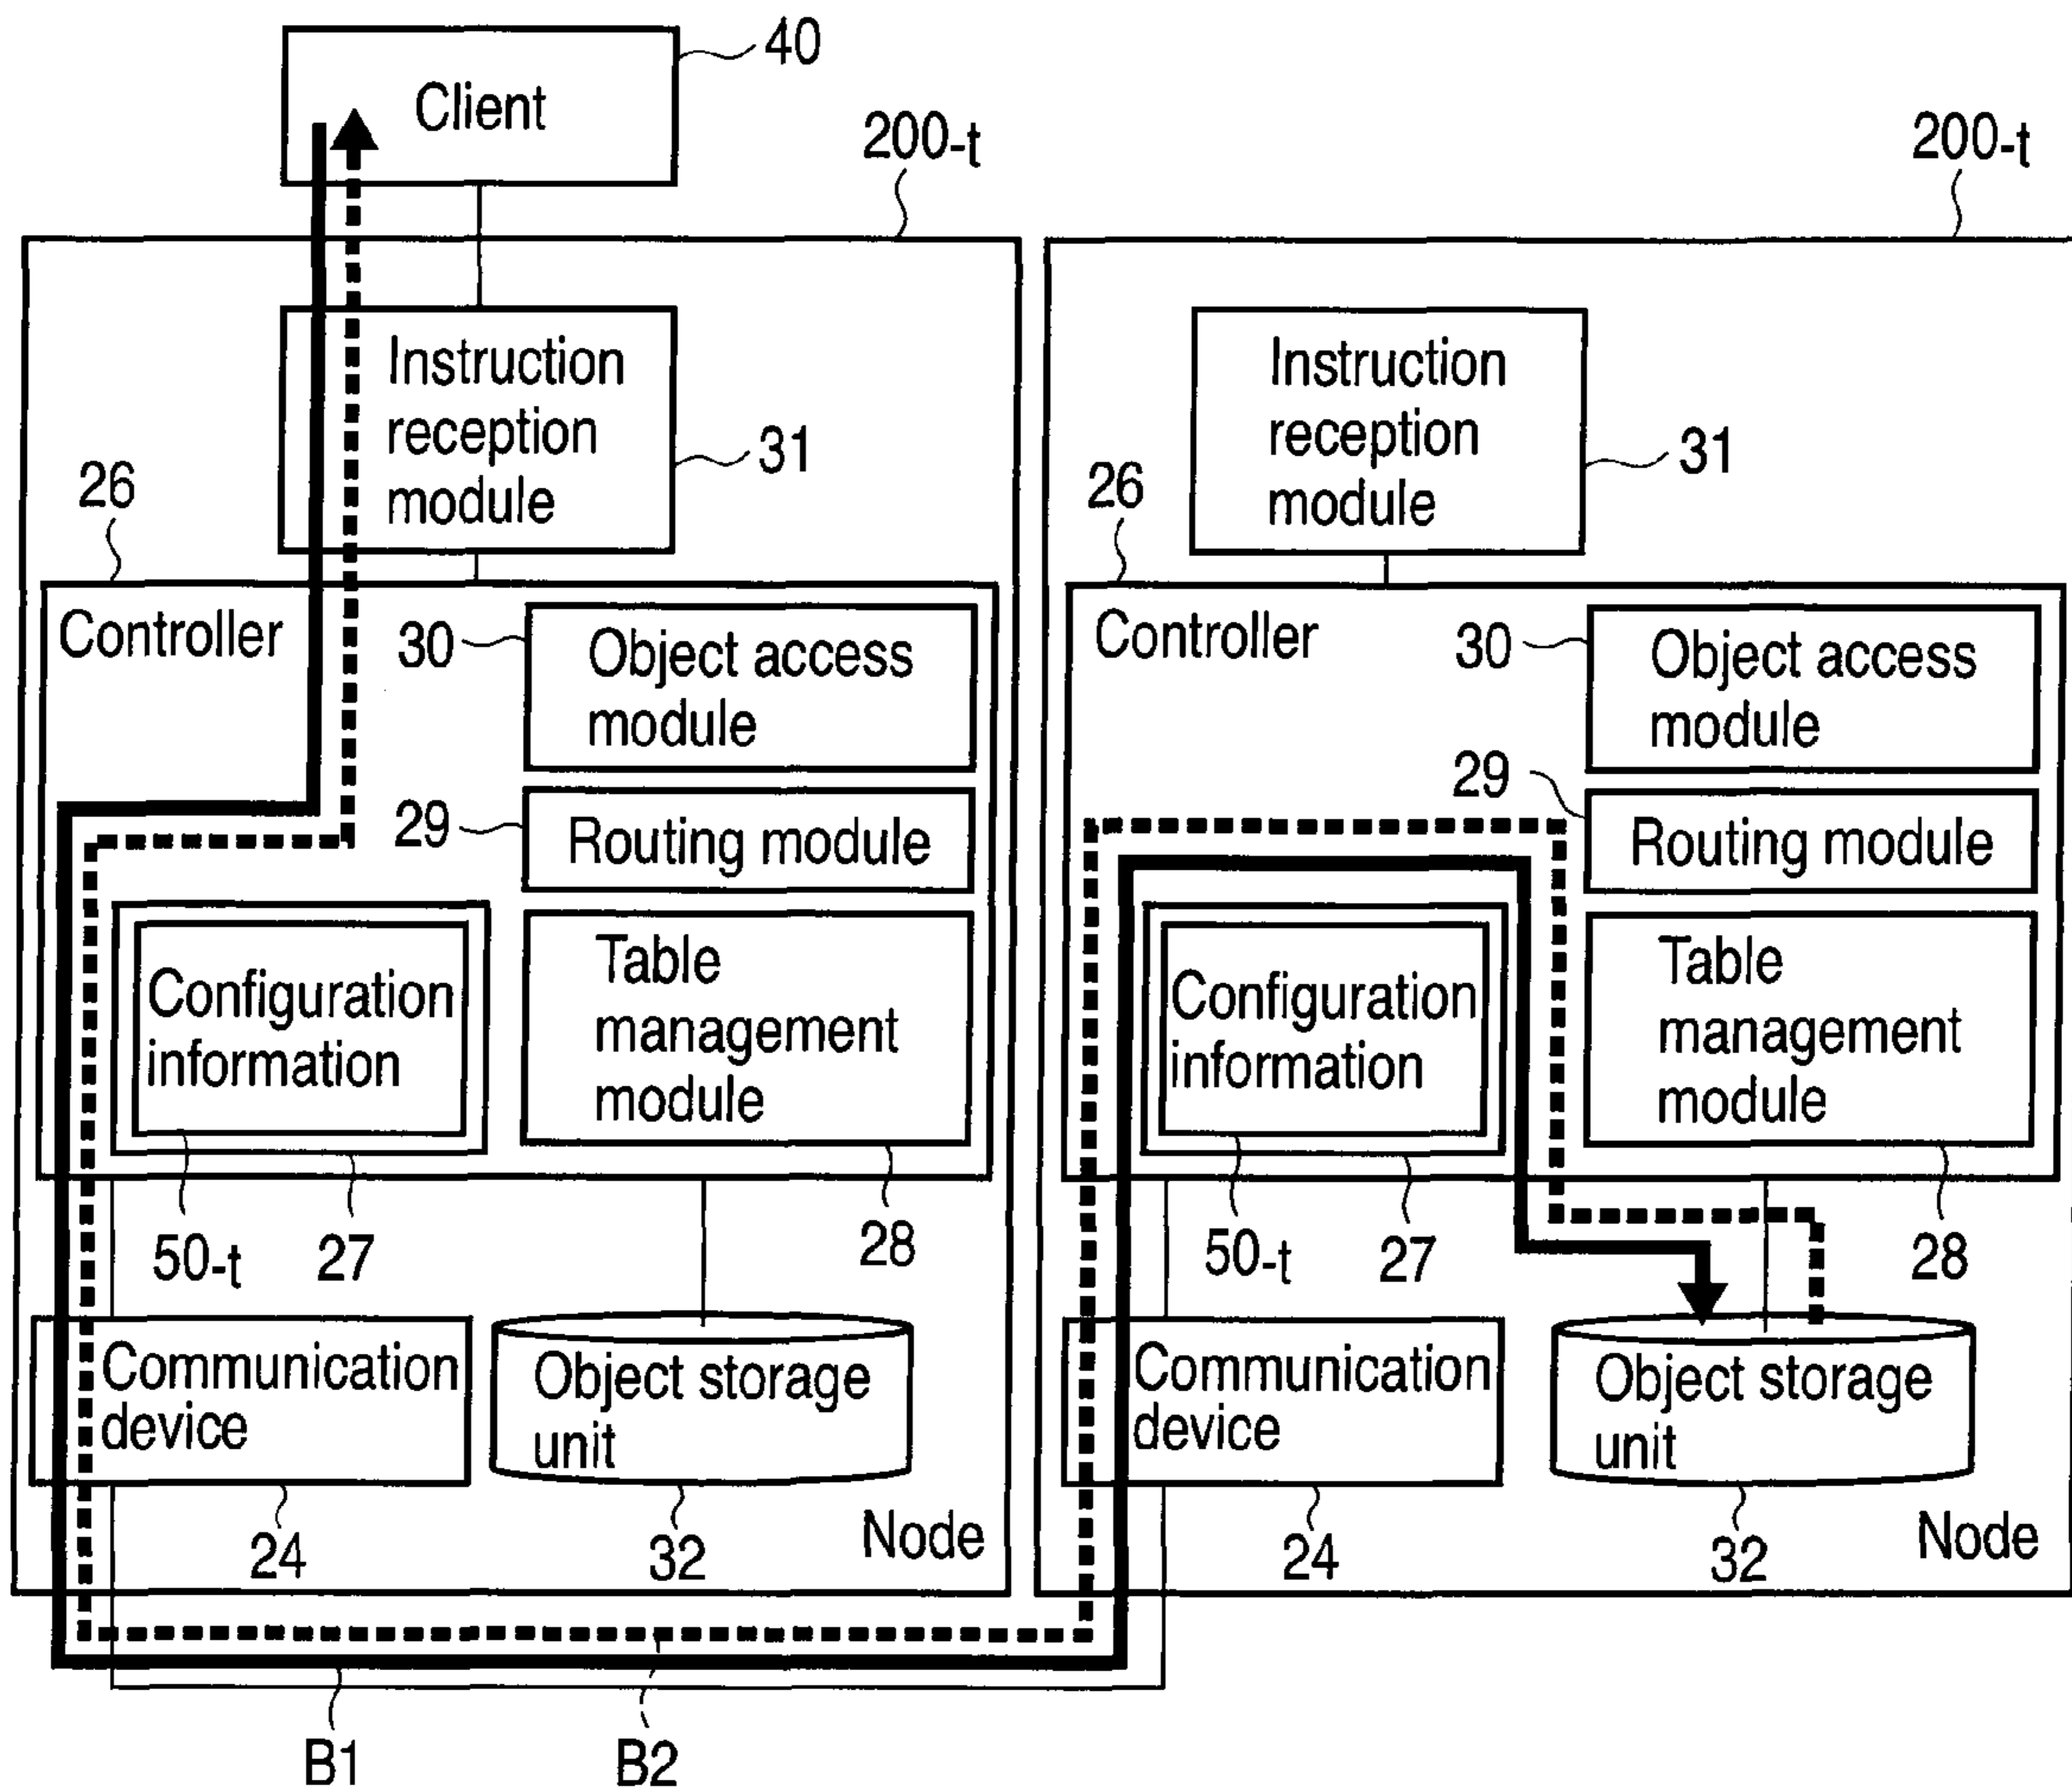 40
Client
200-t
200-t
Instruction
reception
module
31
Instruction
reception
module
31
26
26
Controller
30
Object access
module
Controller
30
Object access
module
29
Routing module
29
Routing module
Configuration
information
Table
management
module
Configuration
information
Table
management
module
50-t
27
28
50-t
27
28
Communication
device
Object storage
unit
Communication
device
Object storage
unit
24
32
Node
24
32
Node
B1
B2